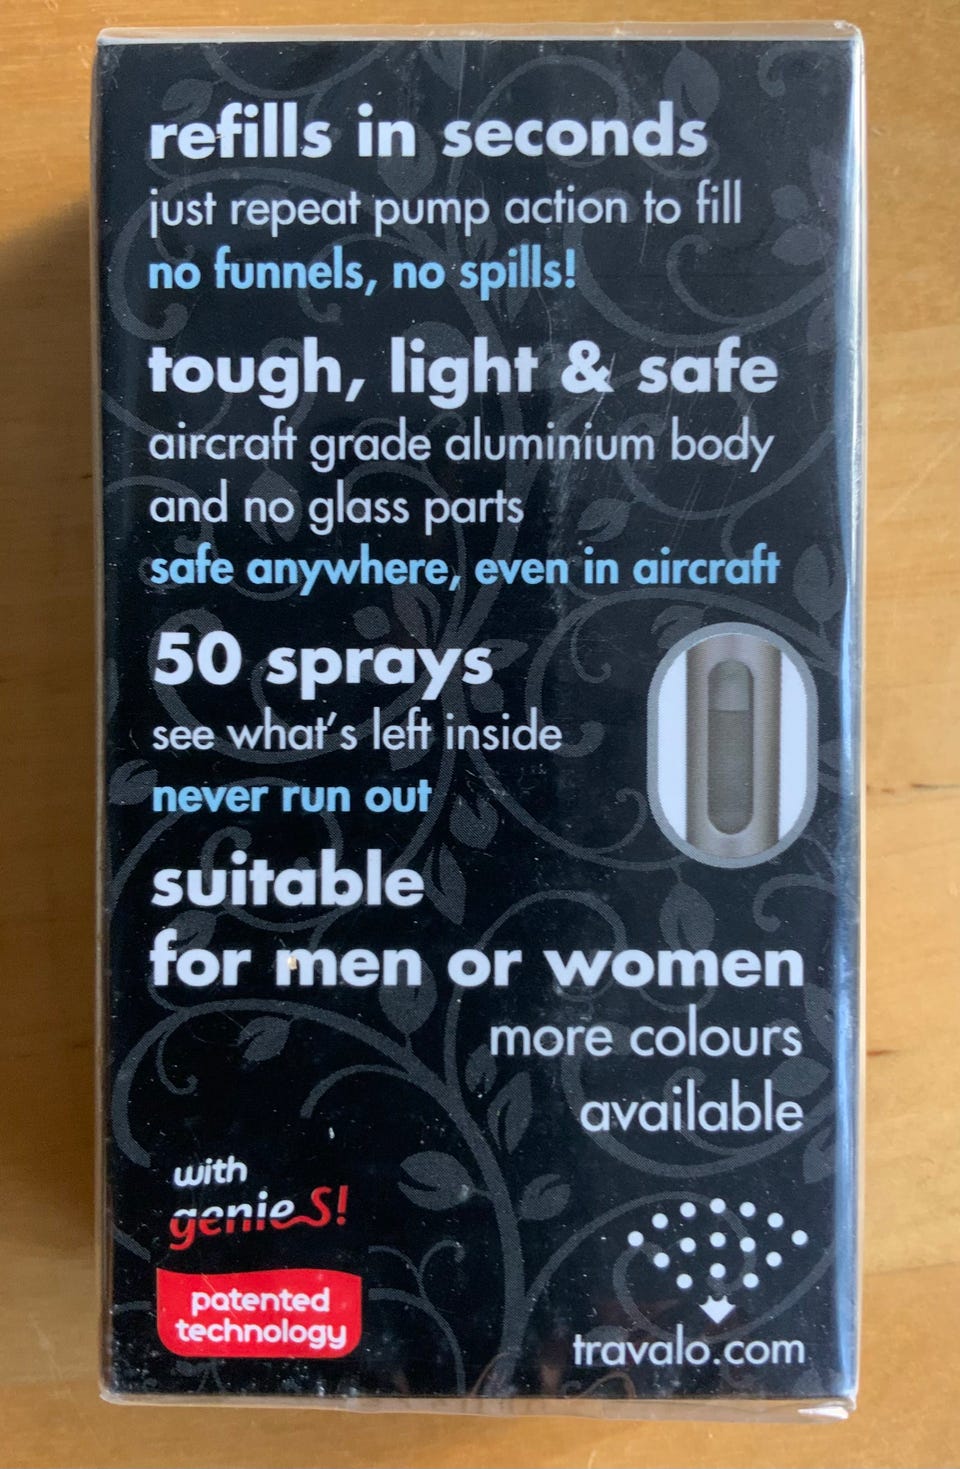 refills in seconds
just repeat pump action to fill
no funnels, no spills!
tough, light & safe
aircraft grade aluminium body
and no glass parts
safe anywhere, even in aircraft
50 sprays
see what's left inside
never run out
suitable
for men or women
more colours
available
with
genie S!
patented
technology
travalo.com